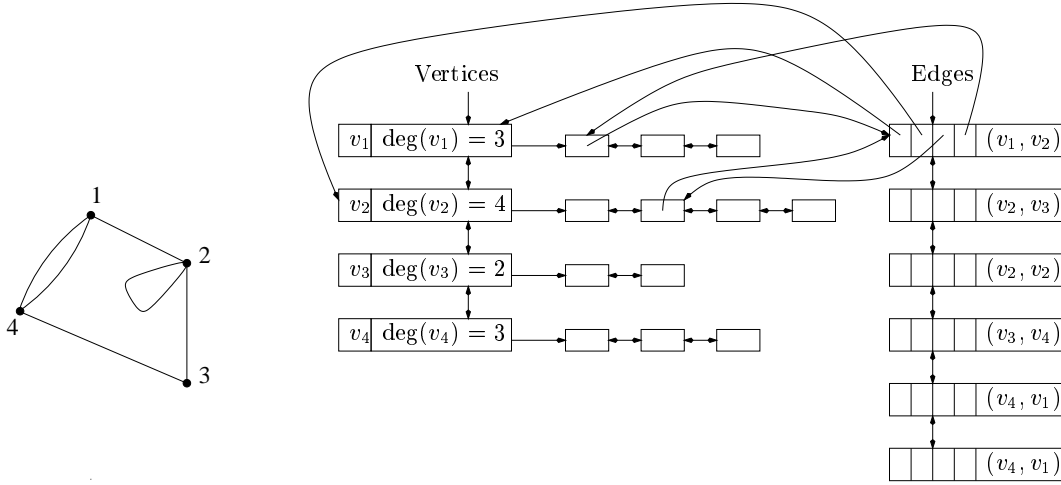 Vertices
Edges
v₁ deg(v₁) = 3
(v₁, v₂)
v₂ deg(v₂) = 4
(v₂, v₃)
v₃ deg(v₃) = 2
(v₂, v₂)
v₄ deg(v₄) = 3
(v₃, v₄)
(v₄, v₁)
(v₄, v₁)
1
2
4
3